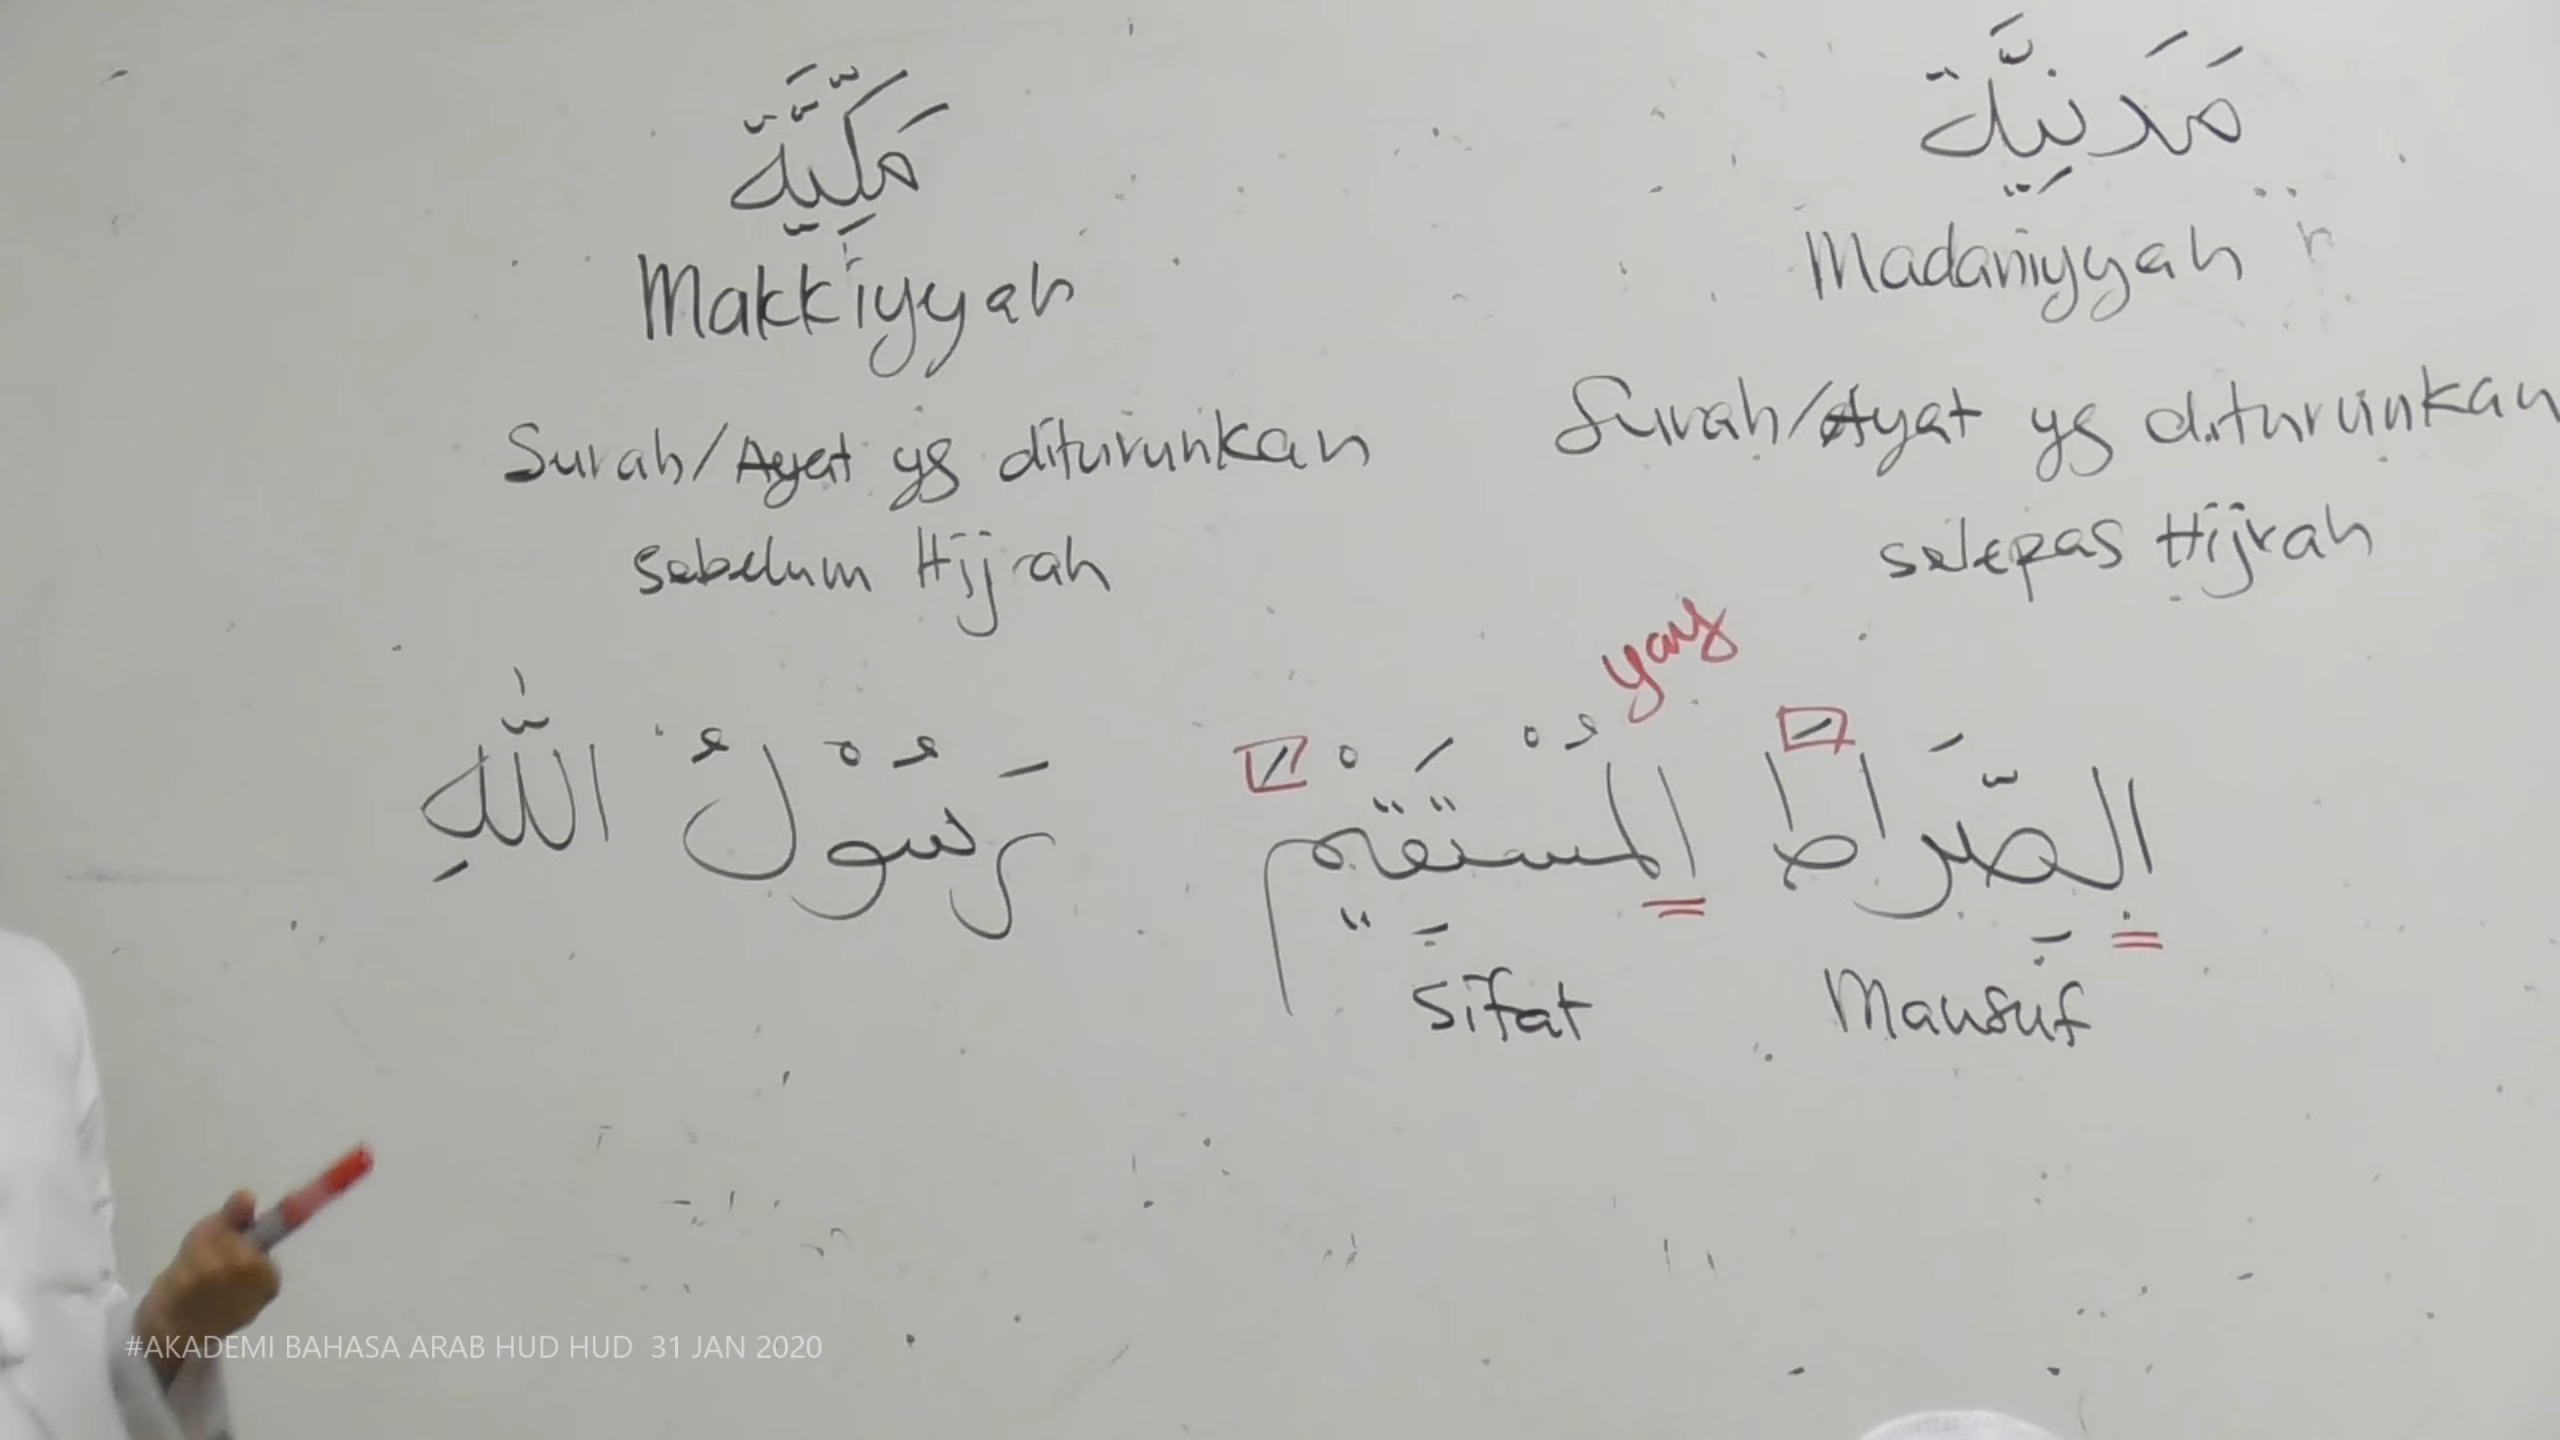 مَكِّيَّة
Makkiyyah
Surah/Ayat yg diturunkan
sebelum Hijrah
مَدَنِيَّة
Madaniyyah
Surah/Ayat yg diturunkan
selepas Hijrah
yang
الصِّرَاطَ الْمُسْتَقِيْمَ
رَسُوْلُ اللّٰهِ
Mausuf
Sifat
#AKADEMI BAHASA ARAB HUD HUD 31 JAN 2020